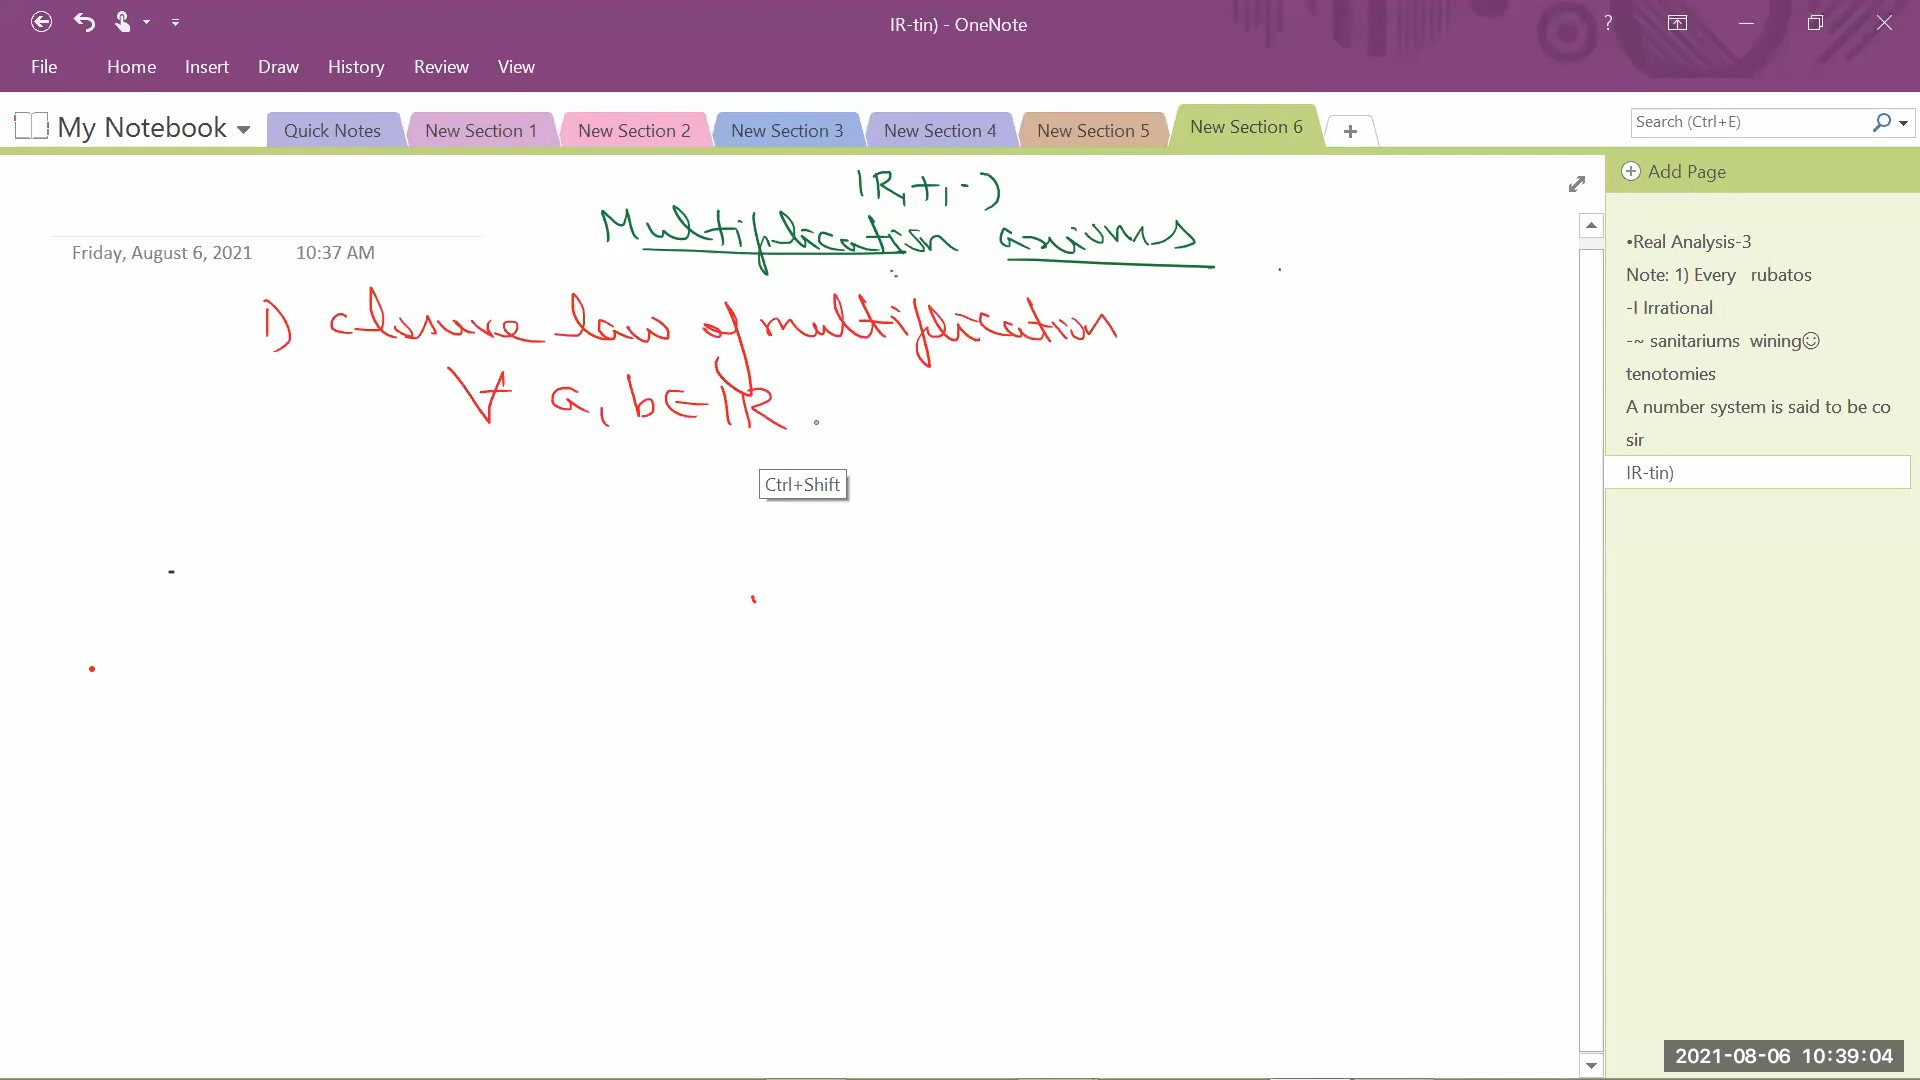 IR-tin) - OneNote
?
File Home Insert Draw History Review View
My Notebook
Quick Notes New Section 1 New Section 2 New Section 3 New Section 4 New Section 5 New Section 6
Search (Ctrl+E)
Add Page
Friday, August 6, 2021 10:37 AM
IR, +, ·)
Multiplication axioms
1) closure law of multiplication
∀ a, b ∈ IR
Ctrl+Shift
•Real Analysis-3
Note: 1) Every rubatos
-I Irrational
-~ sanitariums wining☺
tenotomies
A number system is said to be co
sir
IR-tin)
2021-08-06 10:39:04